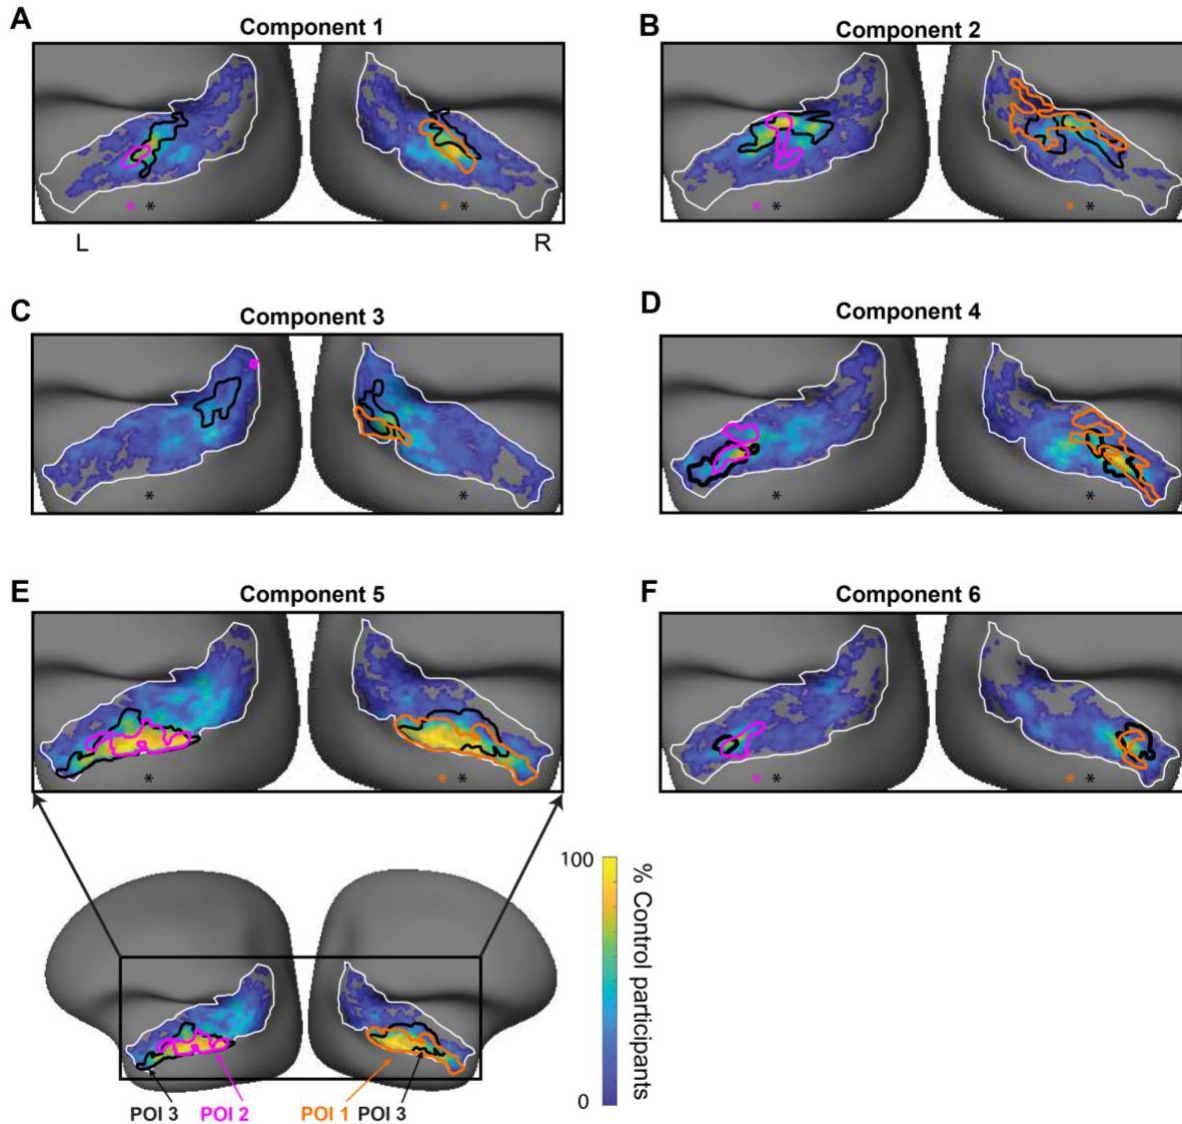 A
Component 1
* * * *
L R
B
Component 2
* * * *
C
Component 3
* *
D
Component 4
* *
E
Component 5
* * *
F
Component 6
* * * *
100
% Control participants
0
POI 3 POI 2 POI 1 POI 3